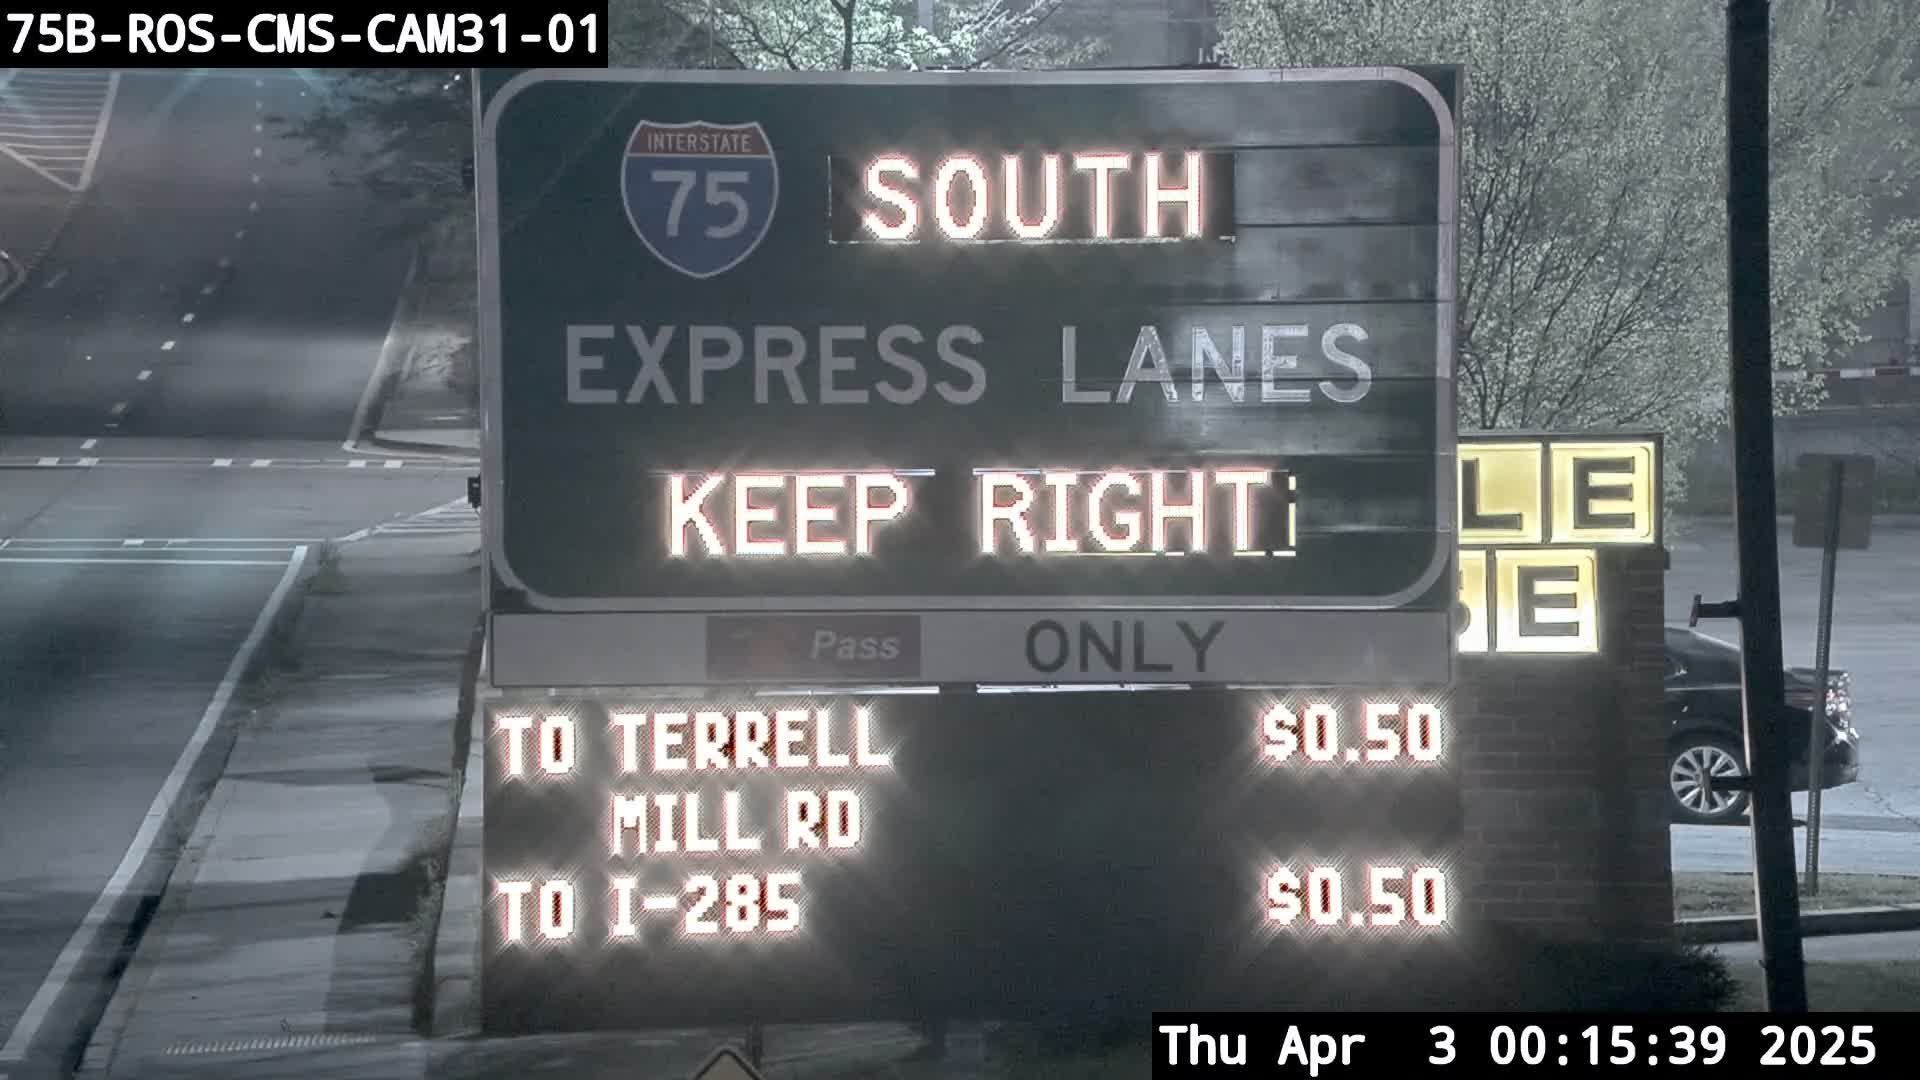 75B-ROS-CMS-CAM31-01
INTERSTATE
75
SOUTH
EXPRESS LANES
KEEP RIGHT
Pass ONLY
TO TERRELL $0.50
MILL RD
TO I-285 $0.50
LE
E
Thu Apr 3 00:15:39 2025